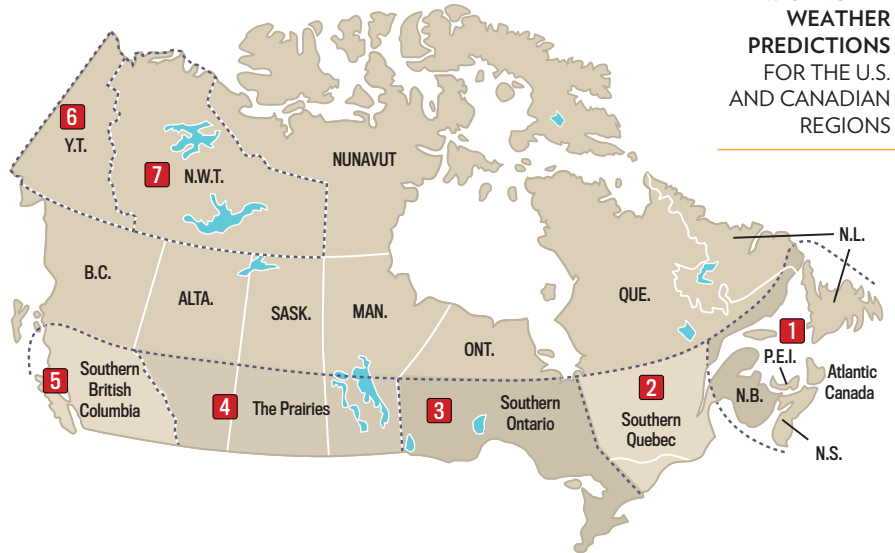 WEATHER
PREDICTIONS
FOR THE U.S.
AND CANADIAN
REGIONS
6
Y.T.
7
N.W.T.
NUNAVUT
N.L.
B.C.
ALTA.
SASK.
MAN.
ONT.
QUE.
1
P.E.I.
Atlantic
Canada
N.B.
N.S.
5
Southern
British
Columbia
4
The Prairies
3
Southern
Ontario
2
Southern
Quebec